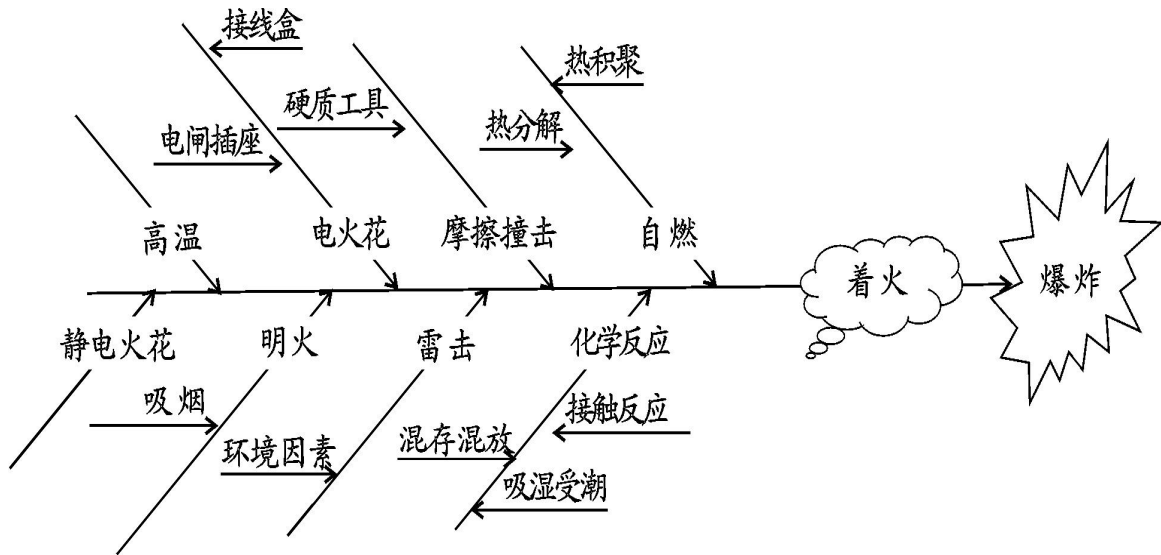 接线盒
热积聚
硬质工具
热分解
电闸插座
高温
电火花
摩擦撞击
自燃
着火
爆炸
静电火花
明火
雷击
化学反应
吸烟
接触反应
环境因素
混存混放
吸湿受潮